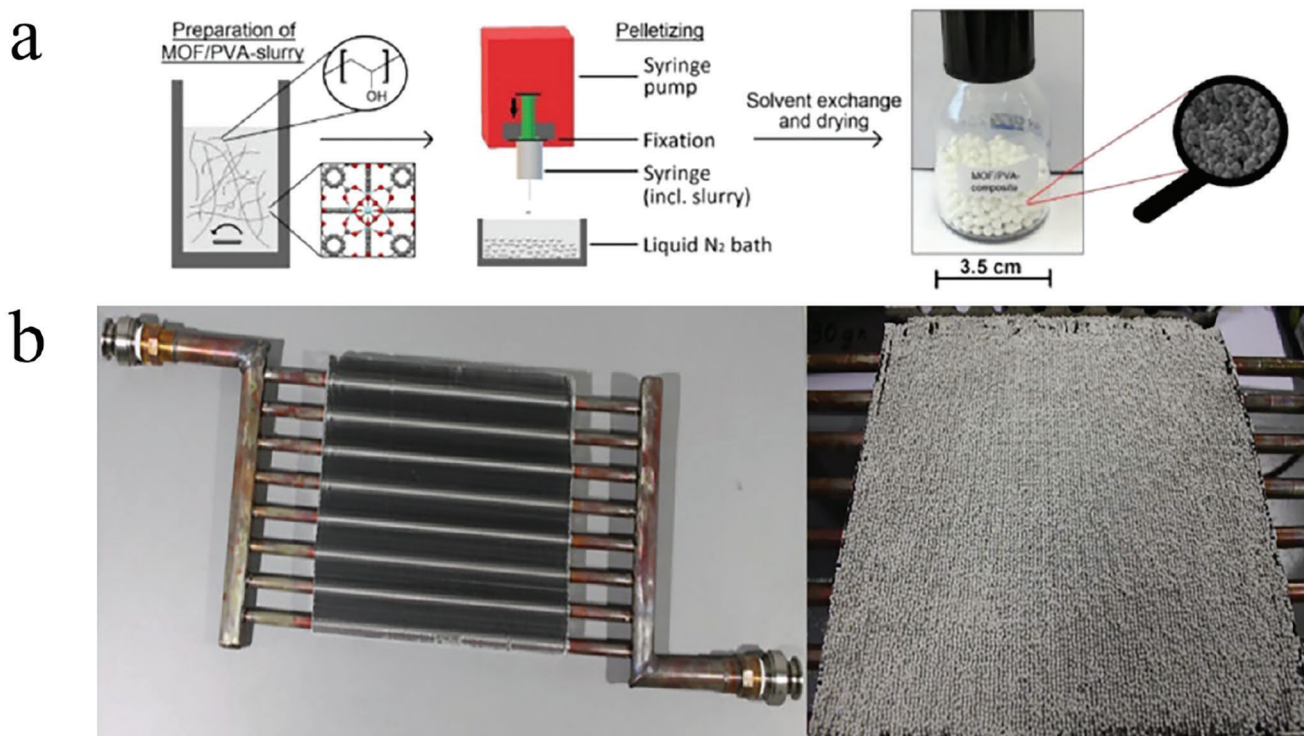 a
Preparation of
MOF/PVA-slurry
OH
Pelletizing
Syringe
pump
Fixation
Syringe
(incl. slurry)
Liquid N₂ bath
Solvent exchange
and drying
MOF/PVA-
composite
3.5 cm
b